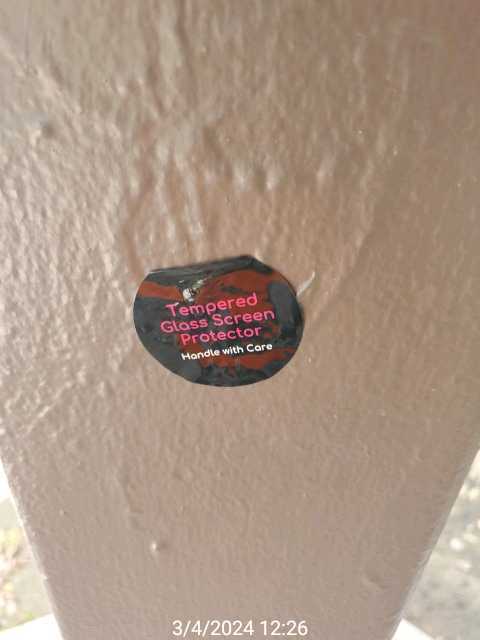 Tempered
Glass Screen
Protector
Handle with Care
3/4/2024 12:26